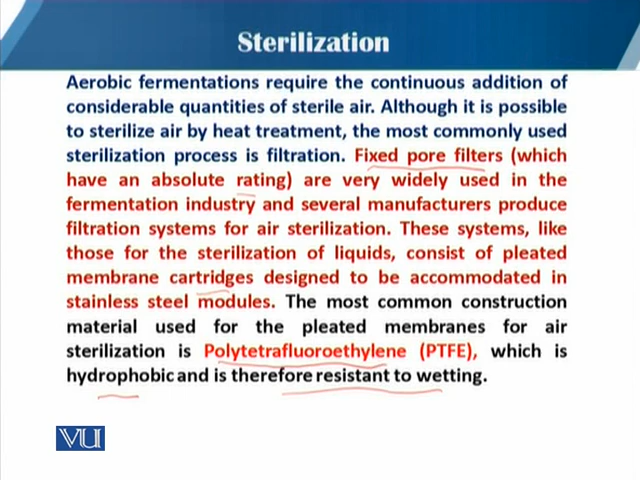 Sterilization
Aerobic fermentations require the continuous addition of
considerable quantities of sterile air. Although it is possible
to sterilize air by heat treatment, the most commonly used
sterilization process is filtration. Fixed pore filters (which
have an absolute rating) are very widely used in the
fermentation industry and several manufacturers produce
filtration systems for air sterilization. These systems, like
those for the sterilization of liquids, consist of pleated
membrane cartridges designed to be accommodated in
stainless steel modules. The most common construction
material used for the pleated membranes for air
sterilization is Polytetrafluoroethylene (PTFE), which is
hydrophobic and is therefore resistant to wetting.
VU